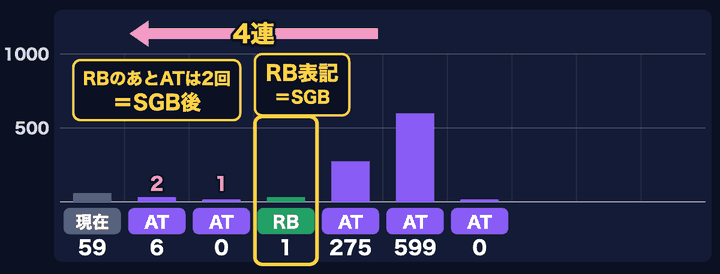 4連
1000
RBのあとATは2回
＝SGB後
RB表記
＝SGB
500
2 1
現在 AT AT RB AT AT AT
59 6 0 1 275 599 0